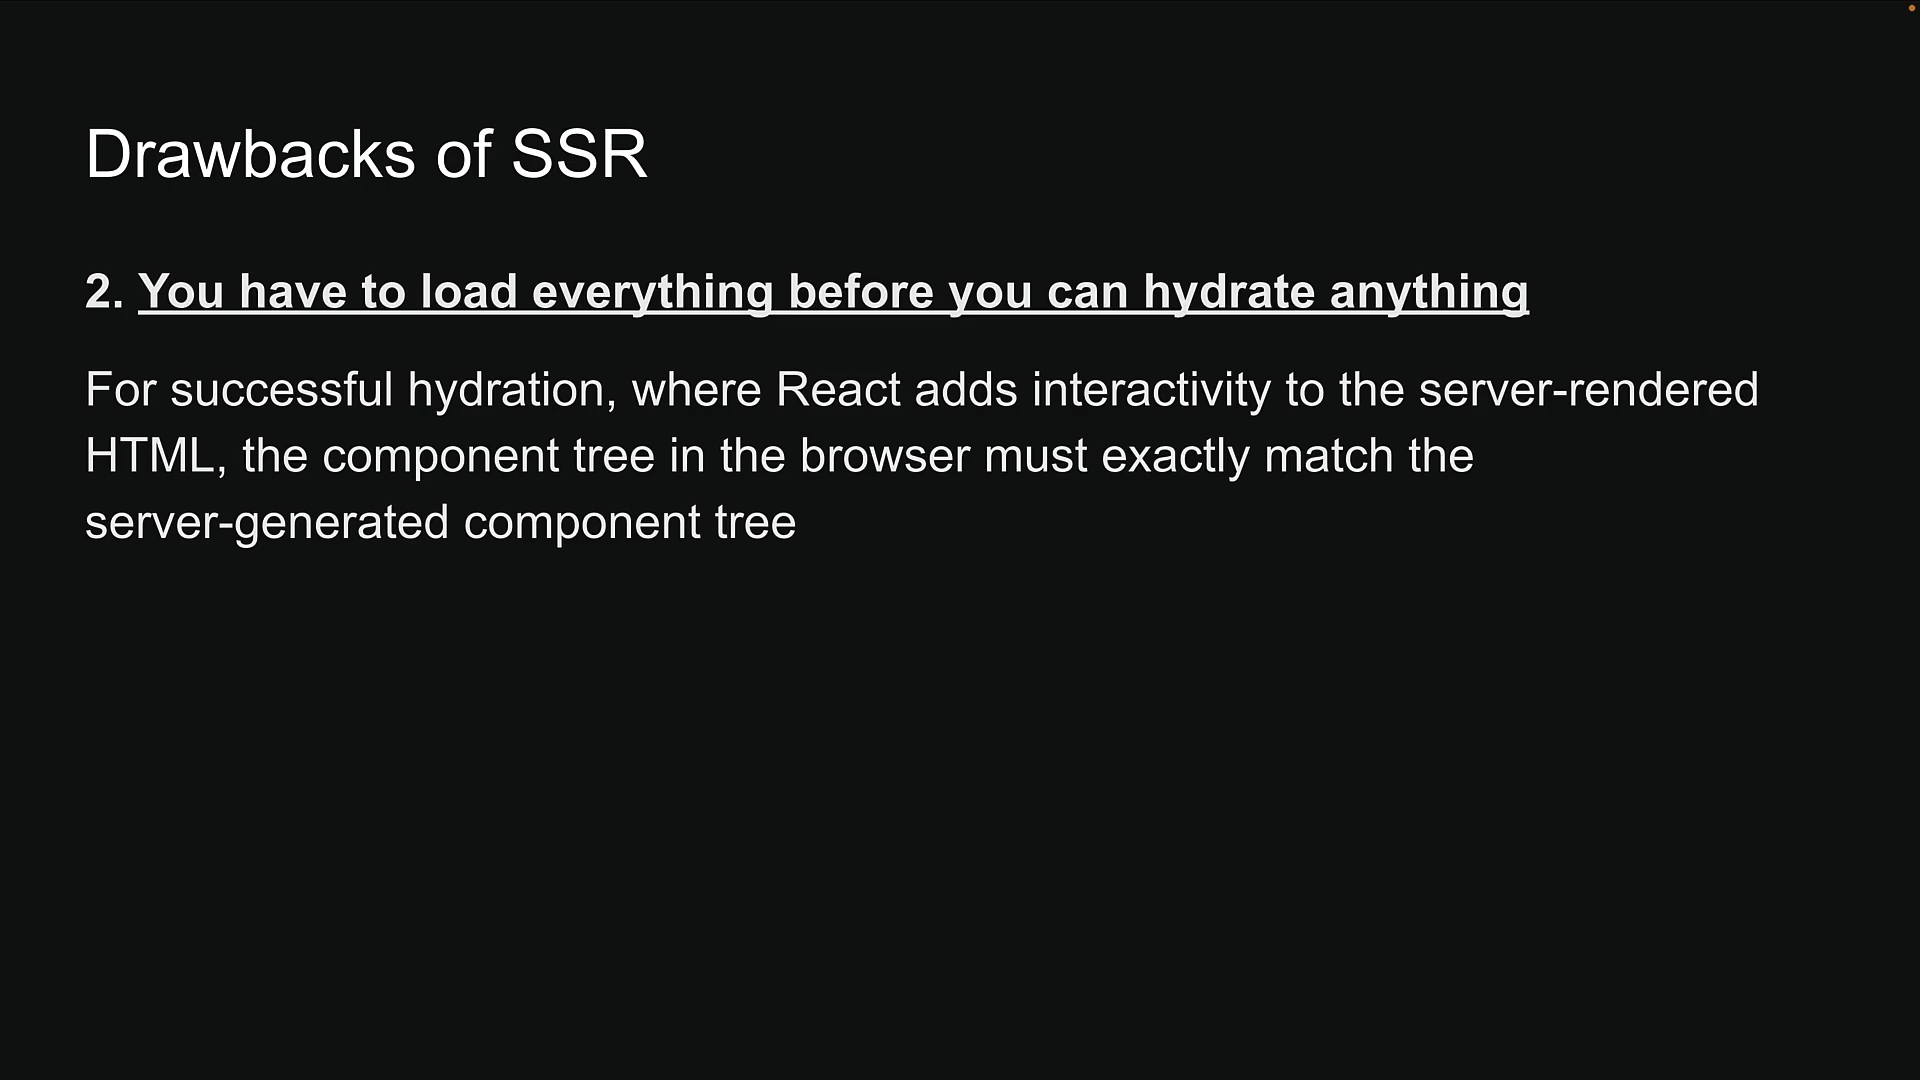 Drawbacks of SSR
2. You have to load everything before you can hydrate anything
For successful hydration, where React adds interactivity to the server-rendered
HTML, the component tree in the browser must exactly match the
server-generated component tree